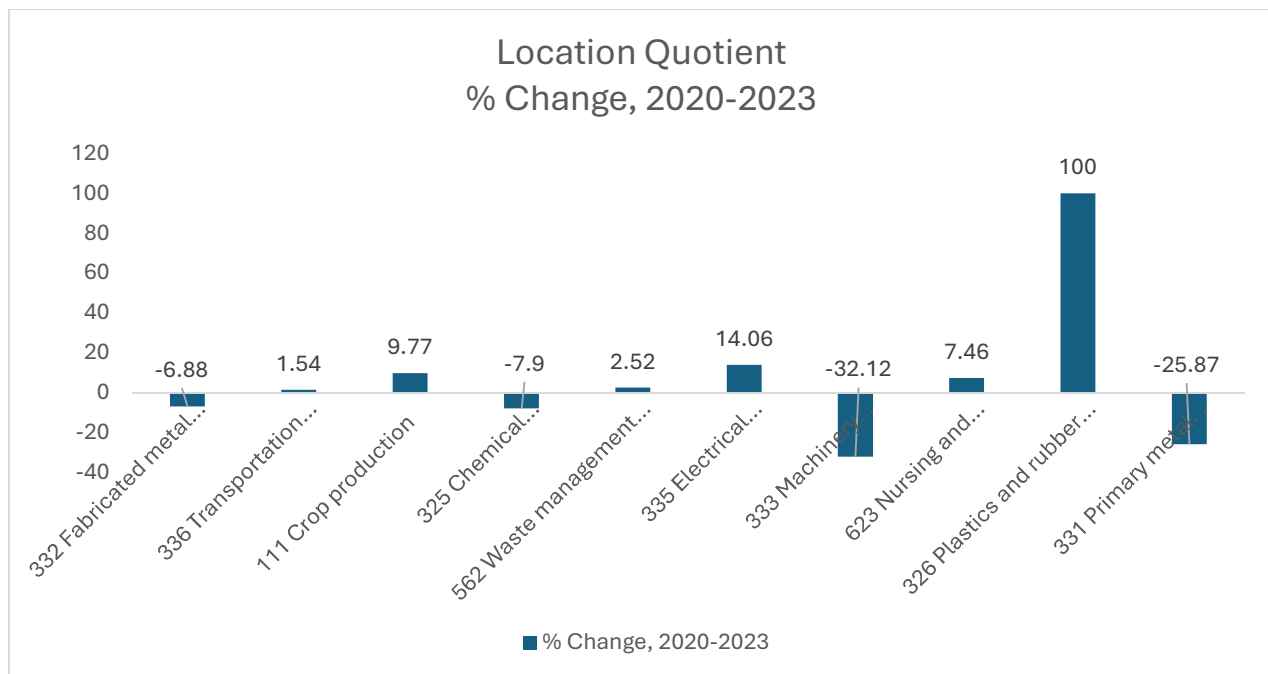 Location Quotient
% Change, 2020-2023
120
100
80
60
40
20
0
-20
-40
-6.88
1.54
9.77
-7.9
2.52
14.06
-32.12
7.46
100
-25.87
332 Fabricated metal...
336 Transportation...
111 Crop production
325 Chemical...
562 Waste management...
335 Electrical...
333 Machinery...
623 Nursing and...
326 Plastics and rubber...
331 Primary metal...
% Change, 2020-2023